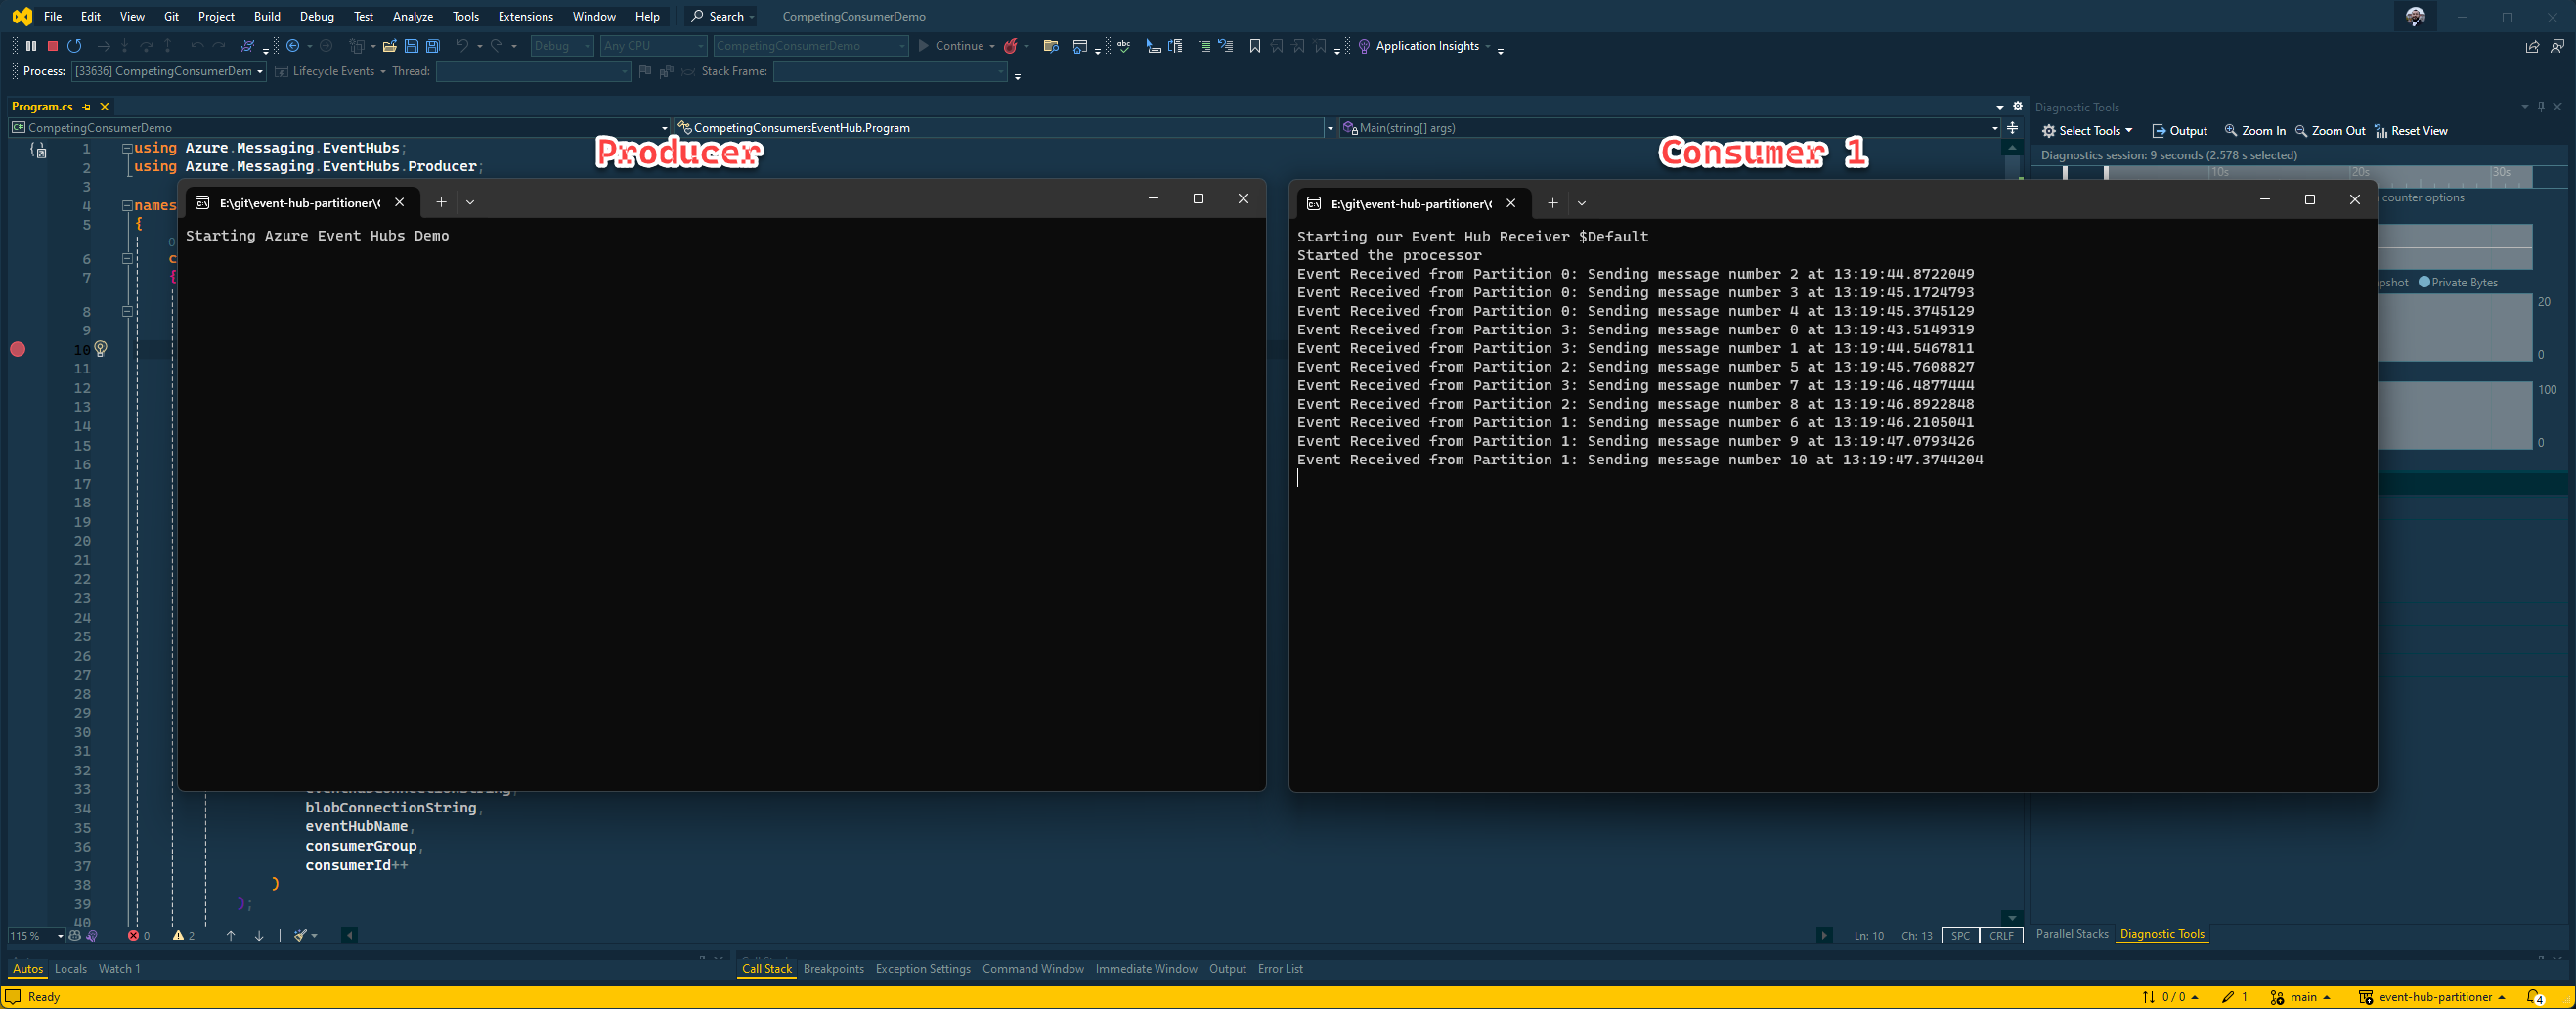 File Edit View Git Project Build Debug Test Analyze Tools Extensions Window Help Search CompetingConsumerDemo
Debug Any CPU CompetingConsumerDemo Continue Application Insights
Process: [33636] CompetingConsumerDem Lifecycle Events Thread: Stack Frame:
Program.cs
CompetingConsumerDemo CompetingConsumersEventHub.Program Main(string[] args)
Producer
Consumer 1
1 using Azure.Messaging.EventHubs;
2 using Azure.Messaging.EventHubs.Producer;
3
4 names
5 {
0
6 c
7 {
8
9
10
11
12
13
14
15
16
17
18
19
20
21
22
23
24
25
26
27
28
29
30
31
32
33
34 blobConnectionString,
35 eventHubName,
36 consumerGroup,
37 consumerId++
38 )
39 );
40
E:\git\event-hub-partitioner\C
Starting Azure Event Hubs Demo
E:\git\event-hub-partitioner\C
Starting our Event Hub Receiver $Default
Started the processor
Event Received from Partition 0: Sending message number 2 at 13:19:44.8722049
Event Received from Partition 0: Sending message number 3 at 13:19:45.1724793
Event Received from Partition 0: Sending message number 4 at 13:19:45.3745129
Event Received from Partition 3: Sending message number 0 at 13:19:43.5149319
Event Received from Partition 3: Sending message number 1 at 13:19:44.5467811
Event Received from Partition 2: Sending message number 5 at 13:19:45.7608827
Event Received from Partition 3: Sending message number 7 at 13:19:46.4877444
Event Received from Partition 2: Sending message number 8 at 13:19:46.8922848
Event Received from Partition 1: Sending message number 6 at 13:19:46.2105041
Event Received from Partition 1: Sending message number 9 at 13:19:47.0793426
Event Received from Partition 1: Sending message number 10 at 13:19:47.3744204
Diagnostic Tools
Select Tools Output Zoom In Zoom Out Reset View
Diagnostics session: 9 seconds (2.578 s selected)
10s 20s 30s
counter options
pshot Private Bytes
20
0
100
0
115 % 0 2 Ln: 10 Ch: 13 SPC CRLF
Parallel Stacks Diagnostic Tools
Autos Locals Watch 1
Call Stack Breakpoints Exception Settings Command Window Immediate Window Output Error List
Ready 0 / 0 1 main event-hub-partitioner 4